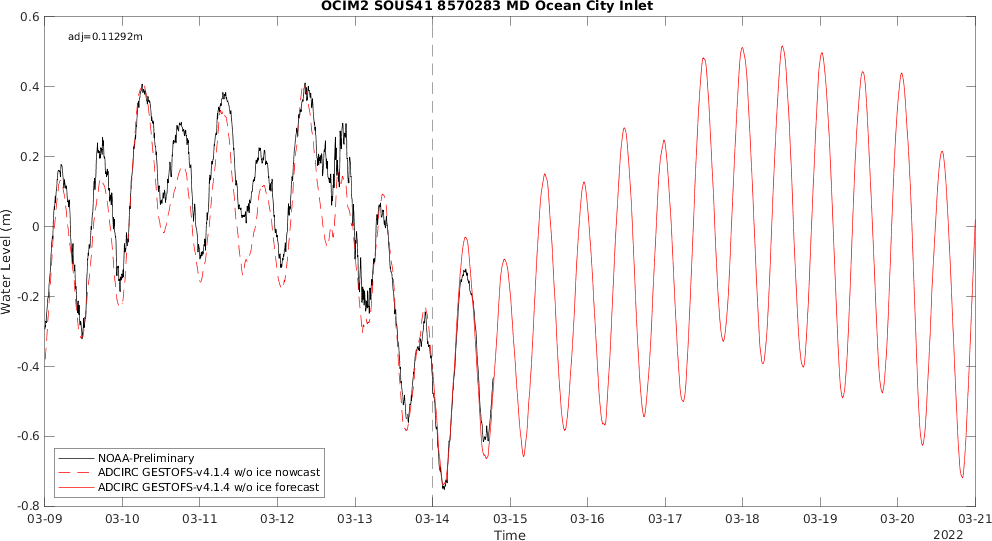 OCIM2 SOUS41 8570283 MD Ocean City Inlet
adj=0.11292m
0.6
0.4
0.2
0
-0.2
-0.4
-0.6
-0.8
Water Level (m)
NOAA-Preliminary
ADCIRC GESTOFS-v4.1.4 w/o ice nowcast
ADCIRC GESTOFS-v4.1.4 w/o ice forecast
03-09 03-10 03-11 03-12 03-13 03-14 03-15 03-16 03-17 03-18 03-19 03-20 03-21
Time
2022